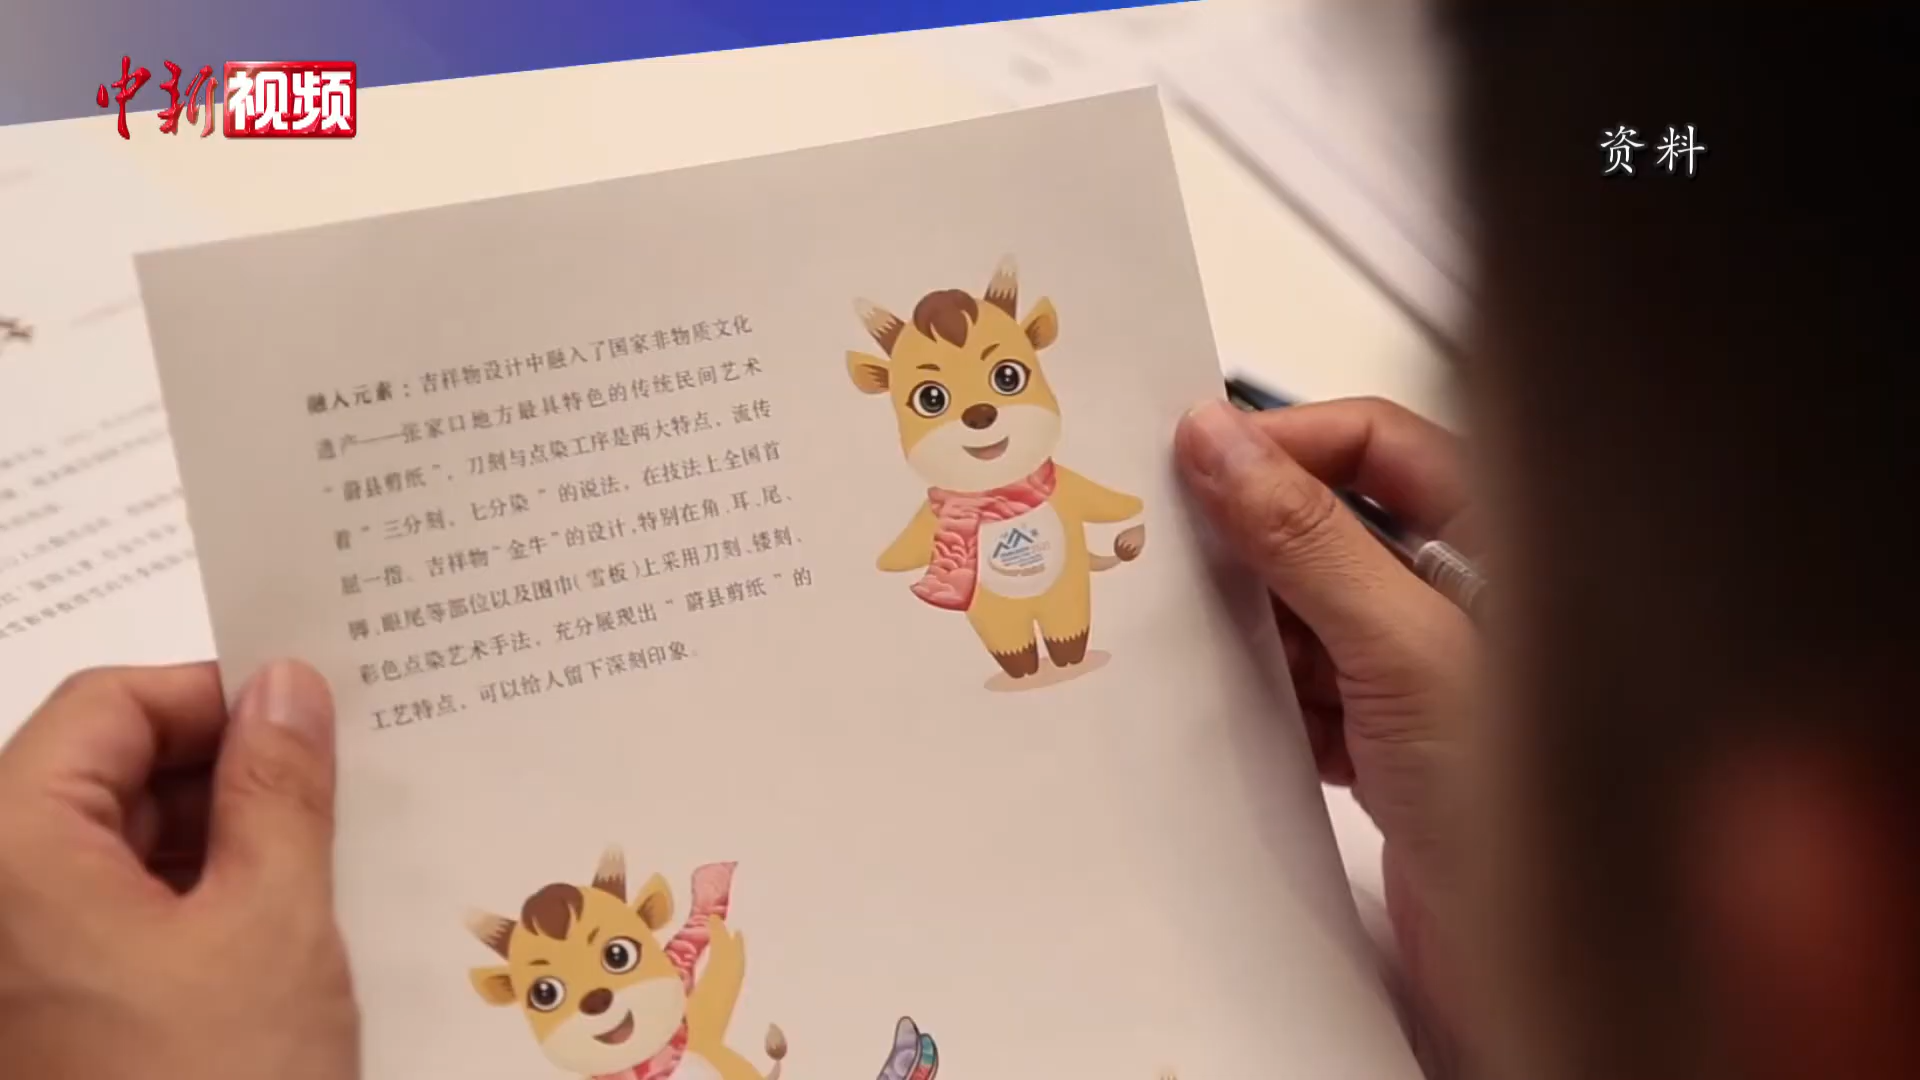 中新视频
资料
融入元素：吉祥物设计中融入了国家非物质文化
遗产——张家口地方最具特色的传统民间艺术
“蔚县剪纸”，刀刻与点染工序是两大特点，流传
着“三分刻，七分染”的说法，在技法上全国首
屈一指。吉祥物“金牛”的设计，特别在角、耳、尾、
脚、眼尾等部位以及围巾（雪板）上采用刀刻、镂刻、
彩色点染艺术手法，充分展现出“蔚县剪纸”的
工艺特点，可以给人留下深刻印象。